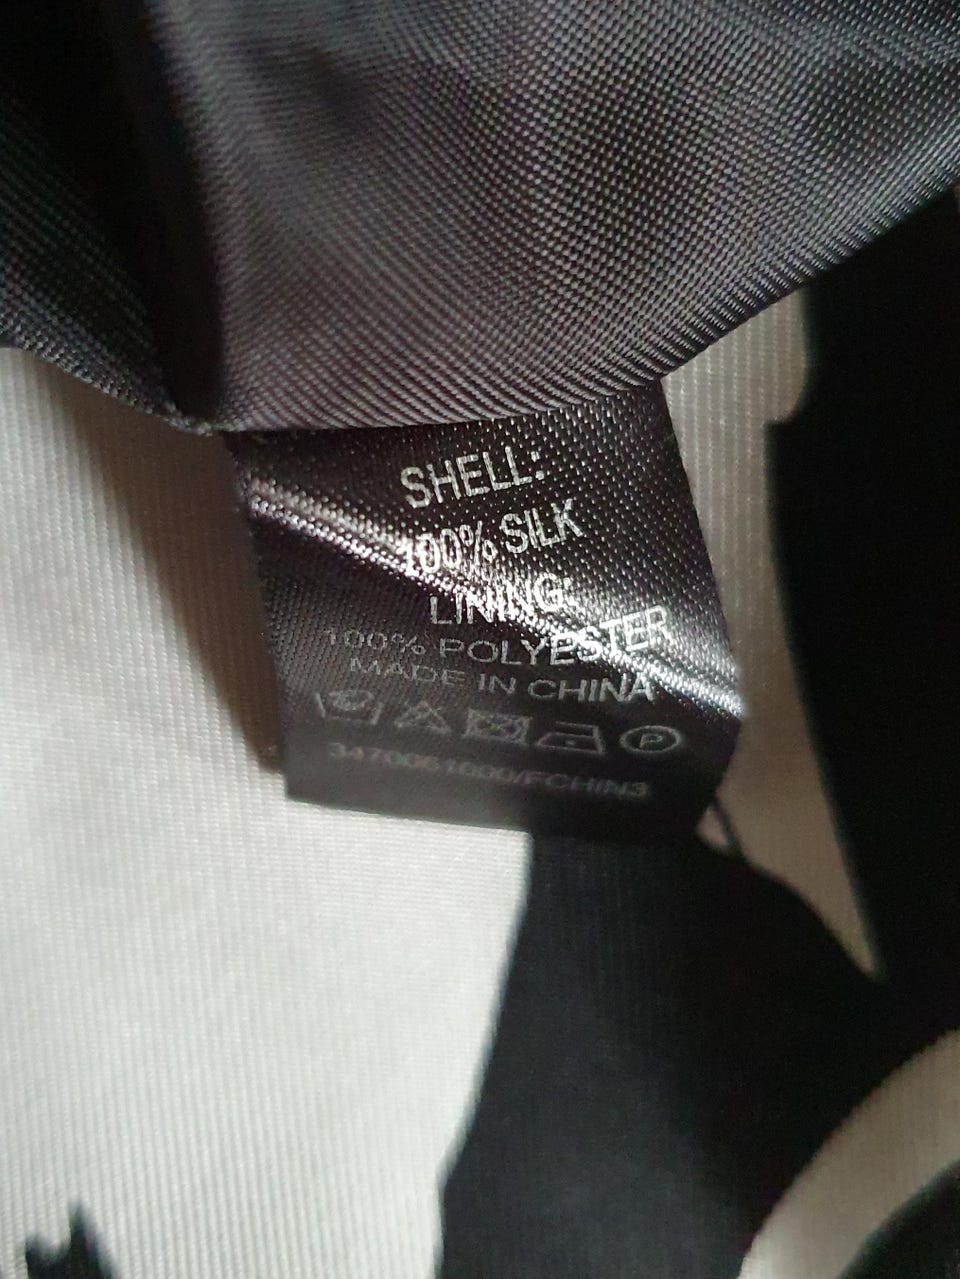 SHELL:
100% SILK
LINING:
100% POLYESTER
MADE IN CHINA
P